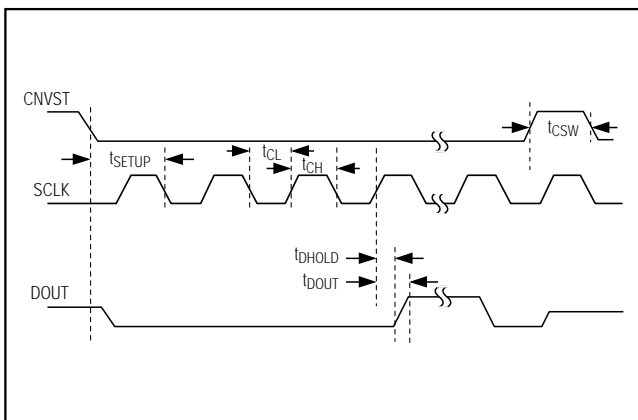 CNVST
tCSW
tSETUP
tCL
tCH
SCLK
tDHOLD
tDOUT
DOUT